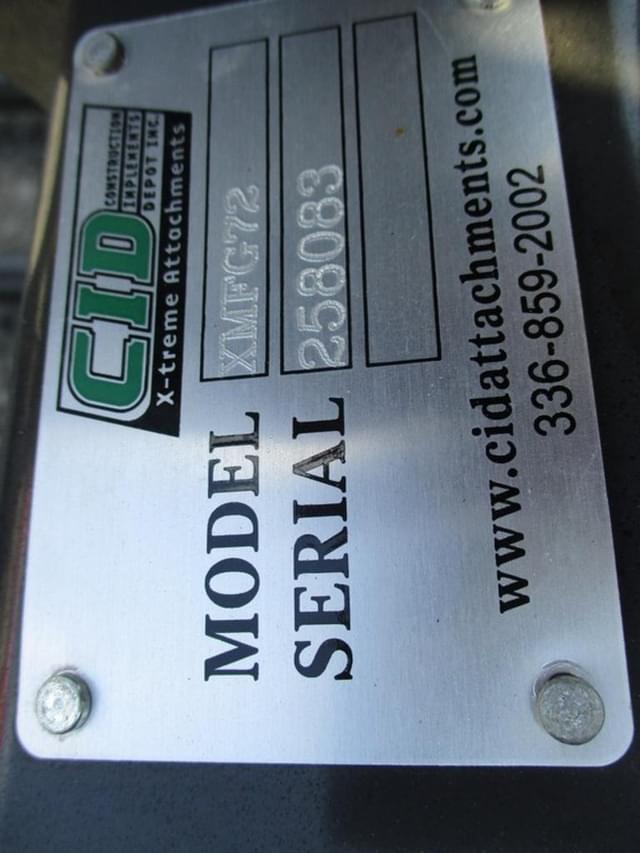 CID
CONSTRUCTION
IMPLEMENTS
DEPOT INC.
X-treme Attachments
MODEL XMFG72
SERIAL 258083
www.cidattachments.com
336-859-2002